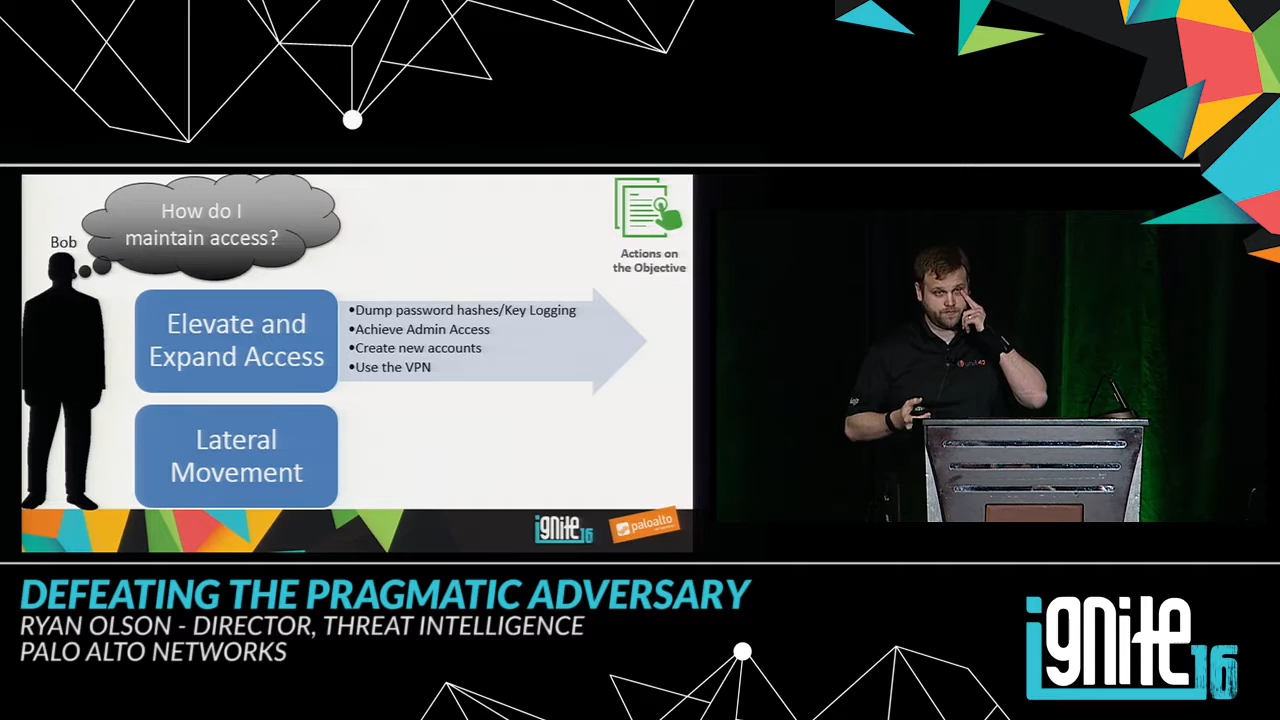 How do I
maintain access?
Bob
Actions on
the Objective
Elevate and
Expand Access
•Dump password hashes/Key Logging
•Achieve Admin Access
•Create new accounts
•Use the VPN
Lateral
Movement
ignite16
paloalto
DEFEATING THE PRAGMATIC ADVERSARY
RYAN OLSON - DIRECTOR, THREAT INTELLIGENCE
PALO ALTO NETWORKS
ignite16